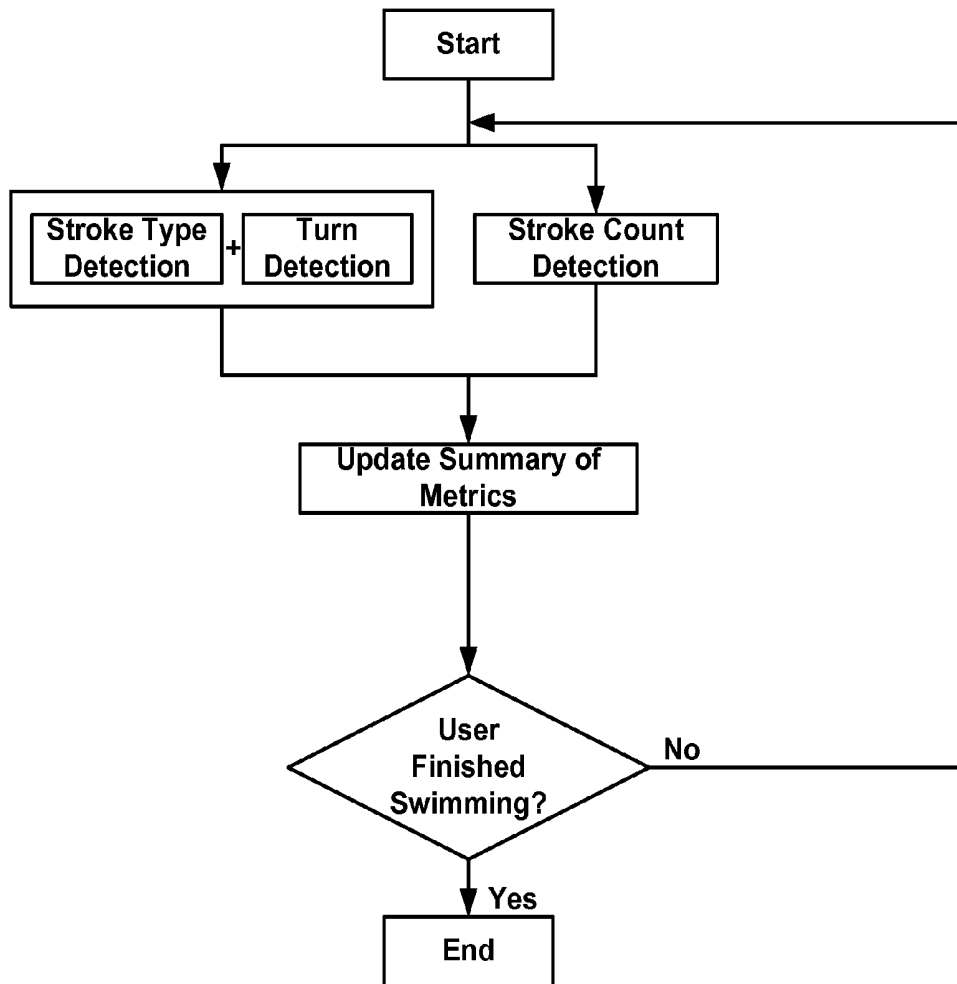 Start
Stroke Type
Detection
+
Turn
Detection
Stroke Count
Detection
Update Summary of
Metrics
User
Finished
Swimming?
No
Yes
End